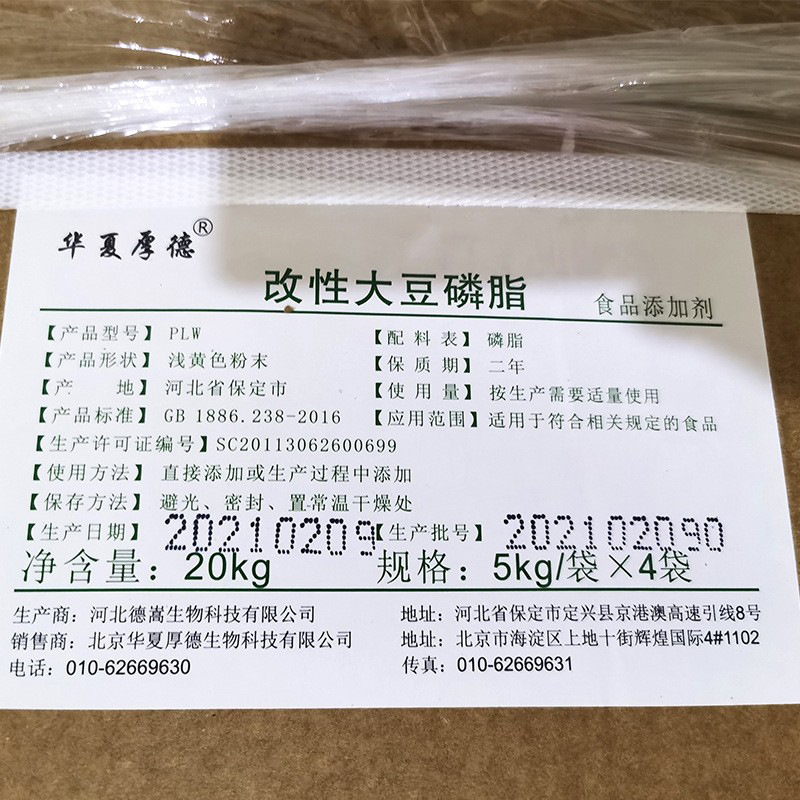 华夏厚德®
改性大豆磷脂 食品添加剂
【产品型号】 PLW 【配料表】 磷脂
【产品形状】 浅黄色粉末 【保质期】 二年
【产 地】 河北省保定市 【使用量】 按生产需要适量使用
【产品标准】 GB 1886.238-2016 【应用范围】 适用于符合相关规定的食品
【生产许可证编号】SC20113062600699
【使用方法】 直接添加或生产过程中添加
【保存方法】 避光、密封、置常温干燥处
【生产日期】 20210209 【生产批号】 202102090
净含量：20kg 规格：5kg/袋×4袋
生产商：河北德嵩生物科技有限公司 地址：河北省保定市定兴县京港澳高速引线8号
销售商：北京华夏厚德生物科技有限公司 地址：北京市海淀区上地十街辉煌国际4#1102
电话：010-62669630 传真：010-62669631